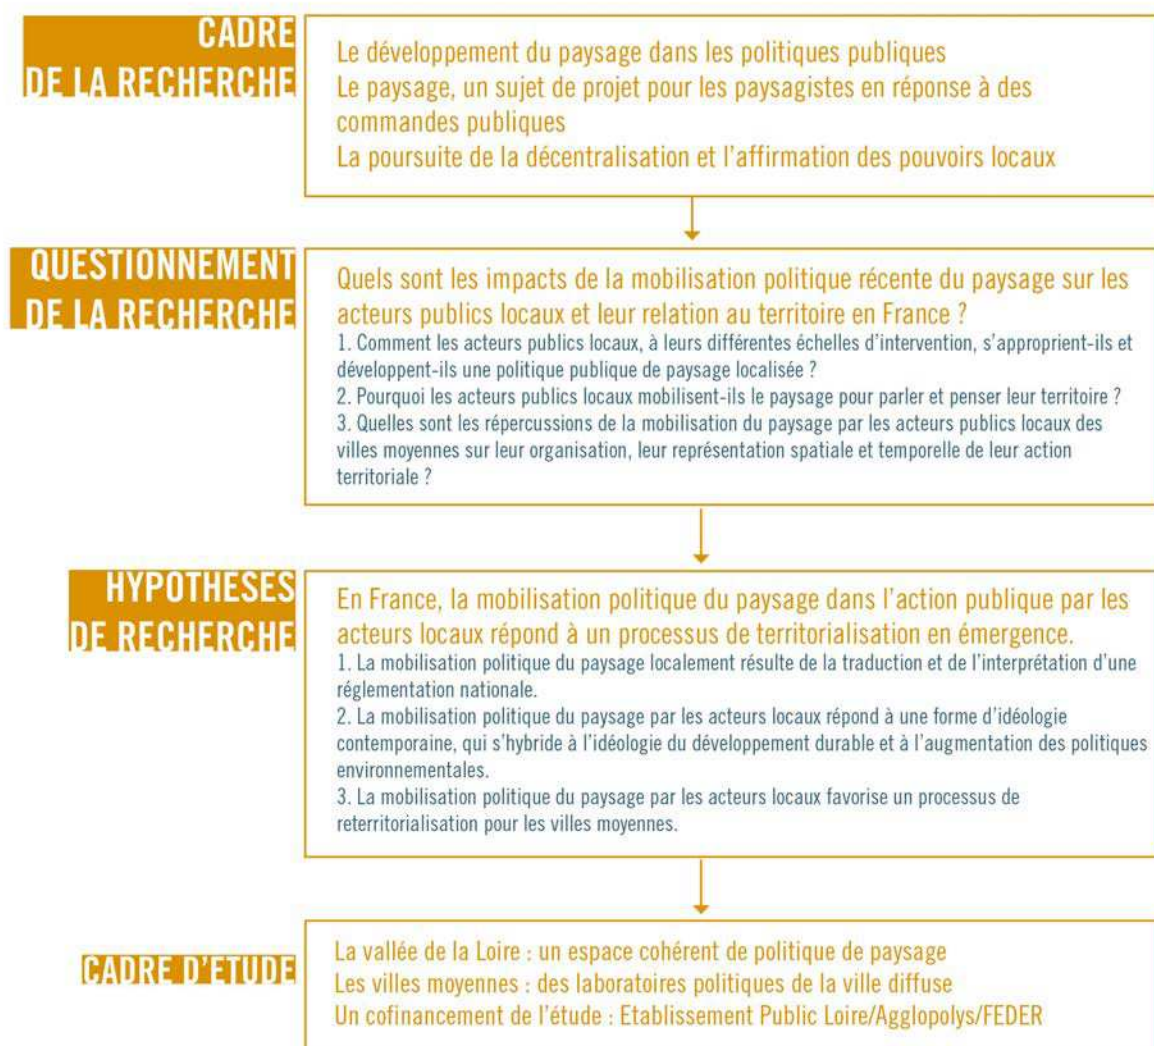 CADRE
DE LA RECHERCHE
Le développement du paysage dans les politiques publiques
Le paysage, un sujet de projet pour les paysagistes en réponse à des
commandes publiques
La poursuite de la décentralisation et l'affirmation des pouvoirs locaux
QUESTIONNEMENT
DE LA RECHERCHE
Quels sont les impacts de la mobilisation politique récente du paysage sur les
acteurs publics locaux et leur relation au territoire en France ?
1. Comment les acteurs publics locaux, à leurs différentes échelles d'intervention, s'approprient-ils et
développent-ils une politique publique de paysage localisée ?
2. Pourquoi les acteurs publics locaux mobilisent-ils le paysage pour parler et penser leur territoire ?
3. Quelles sont les répercussions de la mobilisation du paysage par les acteurs publics locaux des
villes moyennes sur leur organisation, leur représentation spatiale et temporelle de leur action
territoriale ?
HYPOTHESES
DE RECHERCHE
En France, la mobilisation politique du paysage dans l'action publique par les
acteurs locaux répond à un processus de territorialisation en émergence.
1. La mobilisation politique du paysage localement résulte de la traduction et de l'interprétation d'une
réglementation nationale.
2. La mobilisation politique du paysage par les acteurs locaux répond à une forme d'idéologie
contemporaine, qui s'hybride à l'idéologie du développement durable et à l'augmentation des politiques
environnementales.
3. La mobilisation politique du paysage par les acteurs locaux favorise un processus de
reterritorialisation pour les villes moyennes.
CADRE D'ETUDE
La vallée de la Loire : un espace cohérent de politique de paysage
Les villes moyennes : des laboratoires politiques de la ville diffuse
Un cofinancement de l'étude : Etablissement Public Loire/Agglopolys/FEDER